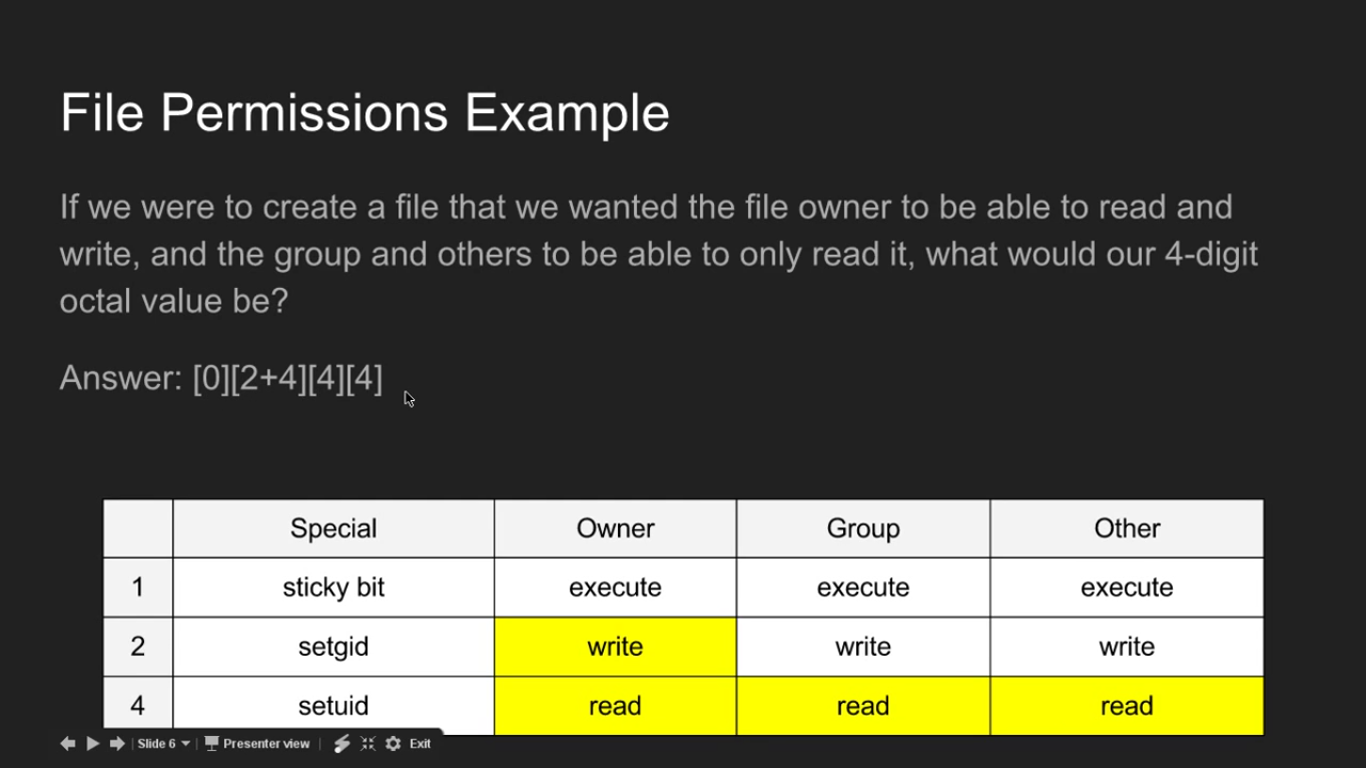 File Permissions Example
If we were to create a file that we wanted the file owner to be able to read and
write, and the group and others to be able to only read it, what would our 4-digit
octal value be?
Answer: [0][2+4][4][4]
Special Owner Group Other
1 sticky bit execute execute execute
2 setgid write write write
4 setuid read read read
Slide 6 Presenter view Exit